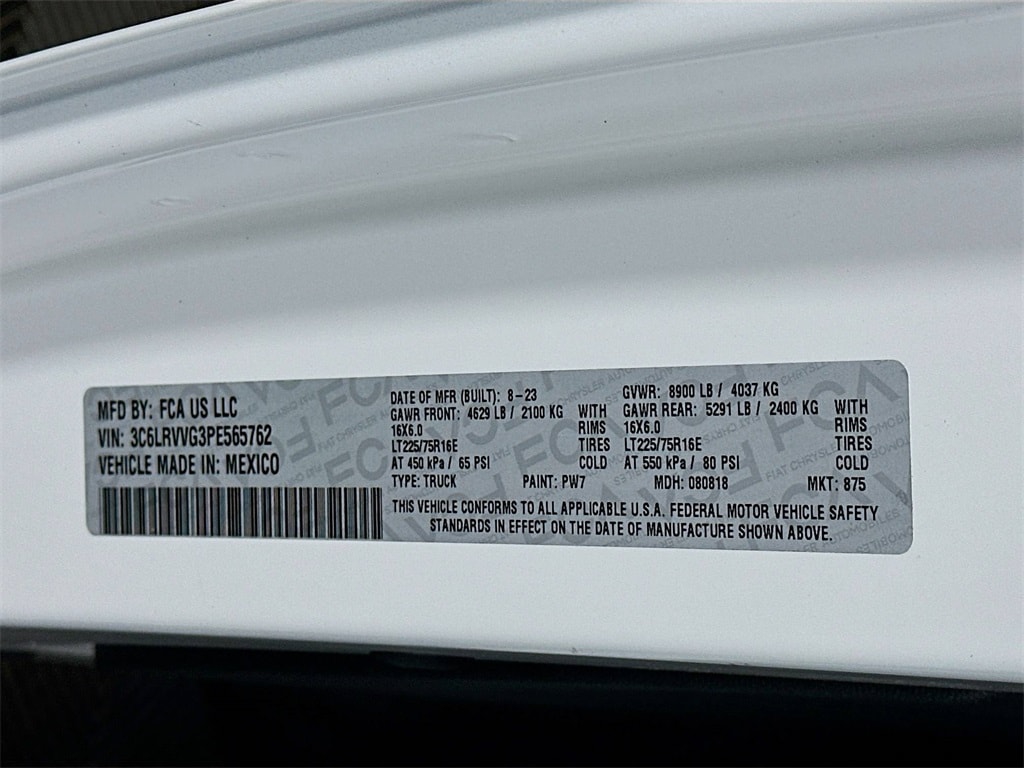 MFD BY: FCA US LLC
VIN: 3C6LRVVG3PE565762
VEHICLE MADE IN: MEXICO
DATE OF MFR (BUILT): 8-23
GAWR FRONT: 4629 LB / 2100 KG WITH
16X6.0 RIMS
LT225/75R16E TIRES
AT 450 kPa / 65 PSI COLD
GVWR: 8900 LB / 4037 KG
GAWR REAR: 5291 LB / 2400 KG WITH
16X6.0 RIMS
LT225/75R16E TIRES
AT 550 kPa / 80 PSI COLD
TYPE: TRUCK PAINT: PW7 MDH: 080818 MKT: 875
THIS VEHICLE CONFORMS TO ALL APPLICABLE U.S.A. FEDERAL MOTOR VEHICLE SAFETY
STANDARDS IN EFFECT ON THE DATE OF MANUFACTURE SHOWN ABOVE.